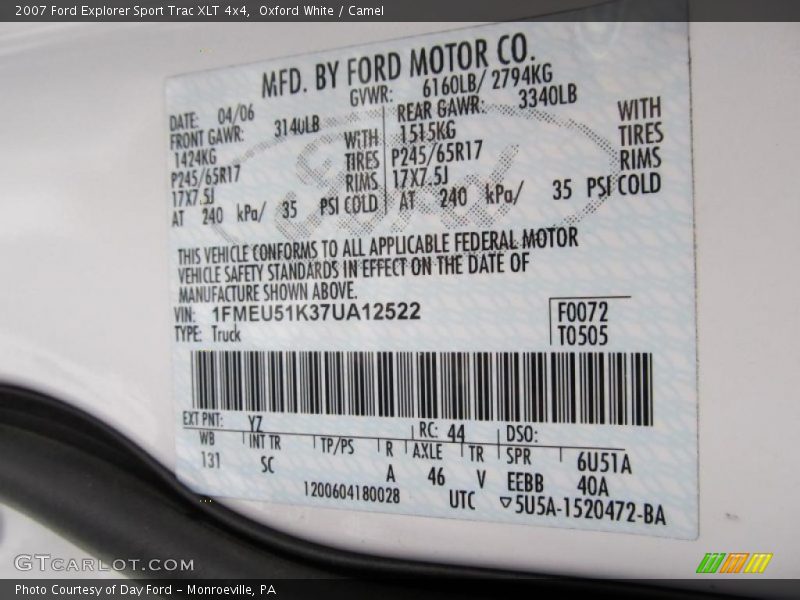 2007 Ford Explorer Sport Trac XLT 4x4, Oxford White / Camel
MFD. BY FORD MOTOR CO.
DATE: 04/06 GVWR: 6160LB/ 2794KG
FRONT GAWR: 3140LB REAR GAWR: 3340LB
1424KG WITH 1515KG WITH
P245/65R17 TIRES P245/65R17 TIRES
17X7.5J RIMS 17X7.5J RIMS
AT 240 kPa/ 35 PSI COLD AT 240 kPa/ 35 PSI COLD
Ford
THIS VEHICLE CONFORMS TO ALL APPLICABLE FEDERAL MOTOR
VEHICLE SAFETY STANDARDS IN EFFECT ON THE DATE OF
MANUFACTURE SHOWN ABOVE.
VIN: 1FMEU51K37UA12522 F0072
TYPE: Truck T0505
EXT PNT: YZ RC: 44 DSO:
WB INT TR TP/PS R AXLE TR SPR 6U51A
131 SC A 46 V EEBB 40A
1200604180028 UTC ▽5U5A-1520472-BA
GTCARLOT.COM
Photo Courtesy of Day Ford – Monroeville, PA